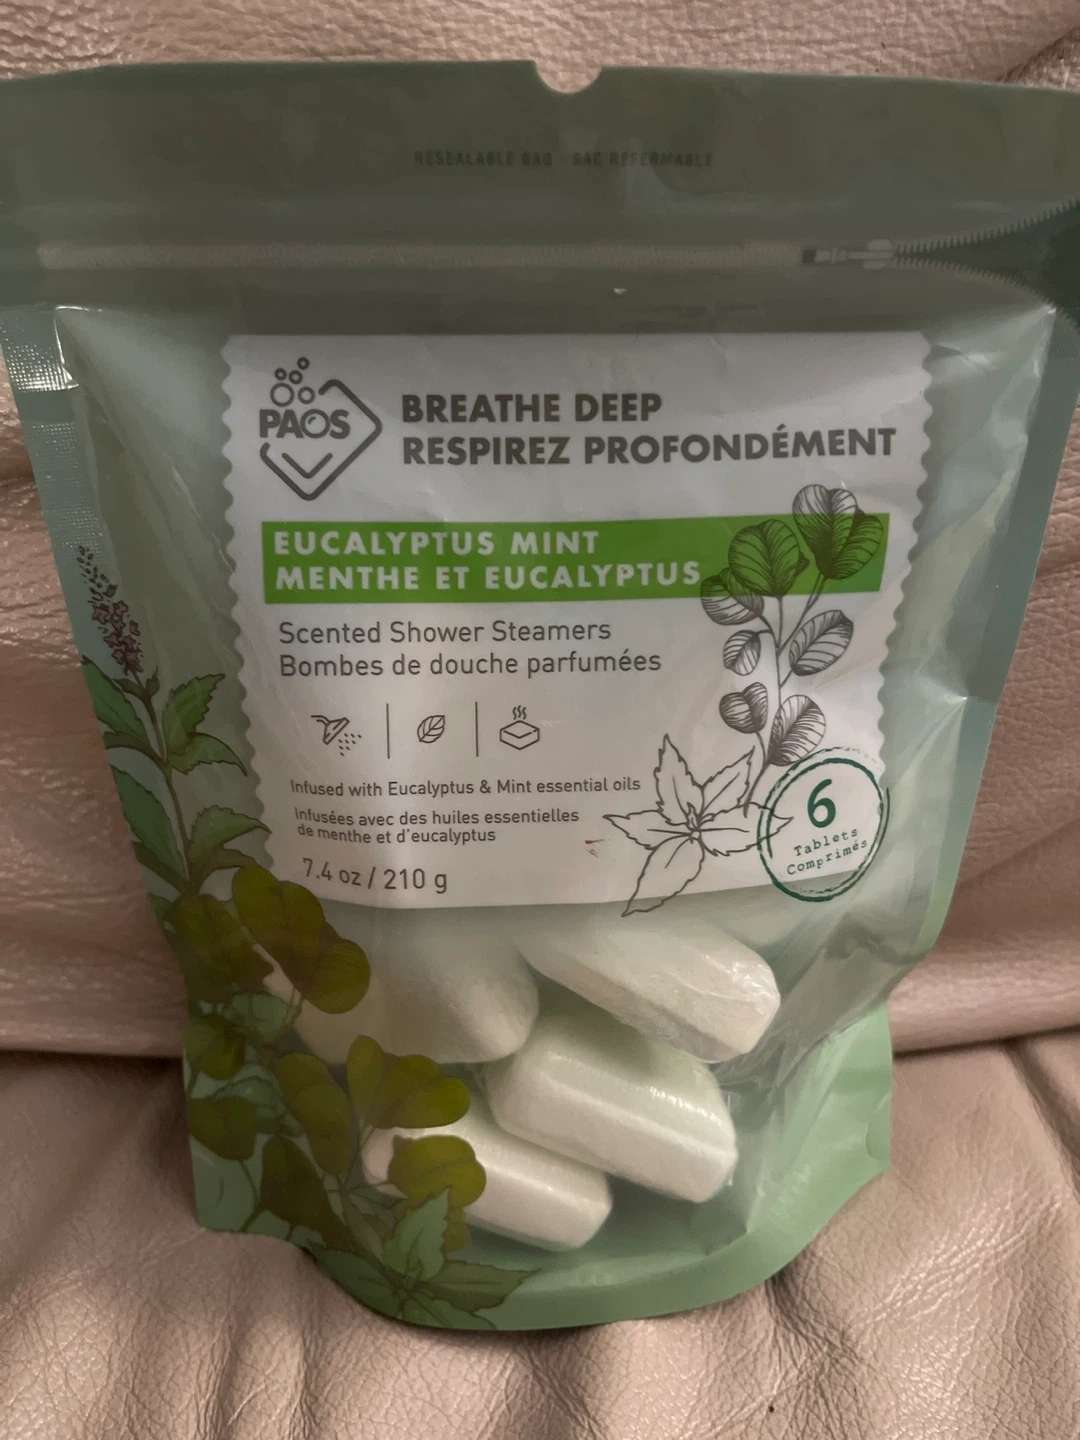 RESEALABLE BAG - SAC REFERMABLE
PAOS
BREATHE DEEP
RESPIREZ PROFONDÉMENT
EUCALYPTUS MINT
MENTHE ET EUCALYPTUS
Scented Shower Steamers
Bombes de douche parfumées
Infused with Eucalyptus & Mint essential oils
Infusées avec des huiles essentielles
de menthe et d'eucalyptus
7.4 oz / 210 g
6
Tablets
Comprimés